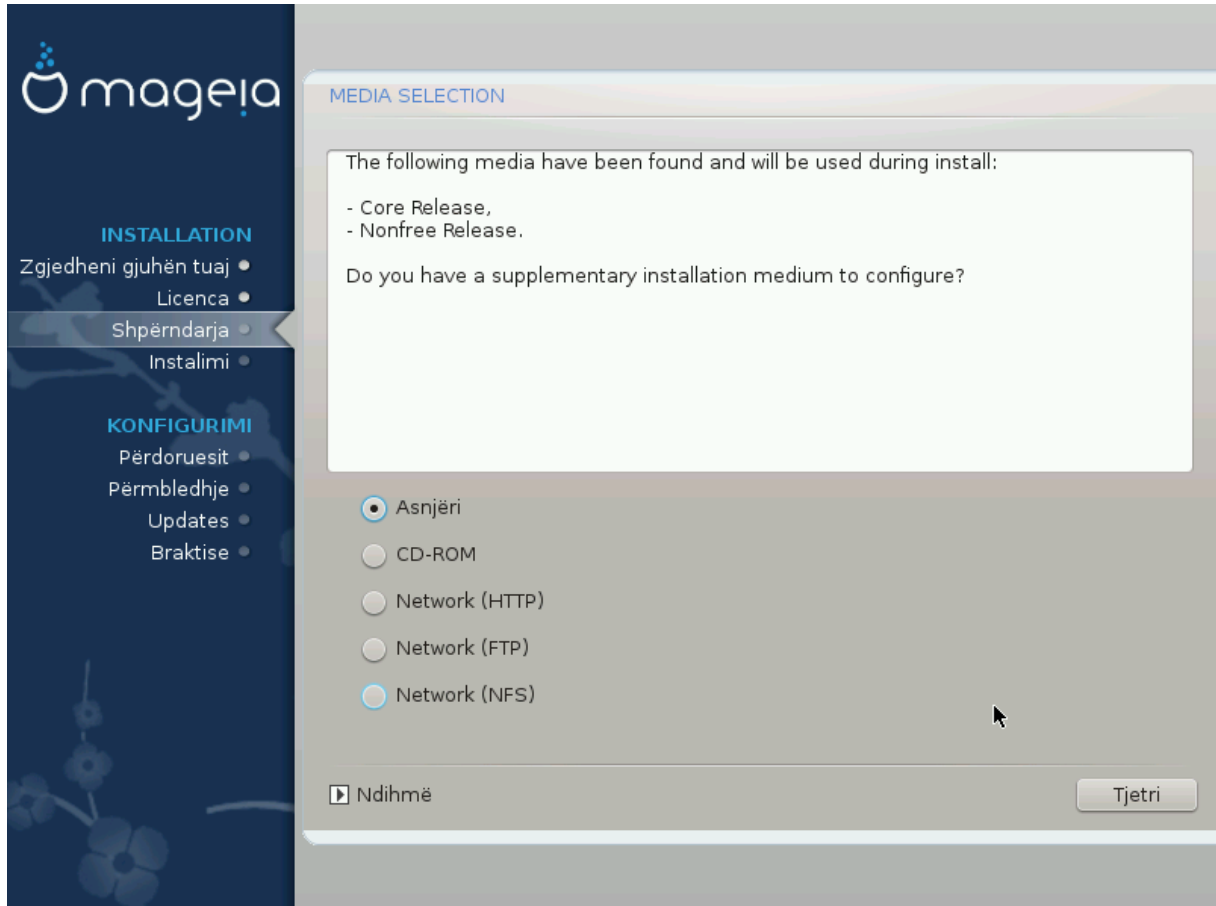 mageia
INSTALLATION
Zgjedheni gjuhën tuaj
Licenca
Shpërndarja
Instalimi
KONFIGURIMI
Përdoruesit
Përmbledhje
Updates
Braktise
MEDIA SELECTION
The following media have been found and will be used during install:
- Core Release,
- Nonfree Release.
Do you have a supplementary installation medium to configure?
Asnjëri
CD-ROM
Network (HTTP)
Network (FTP)
Network (NFS)
Ndihmë
Tjetri